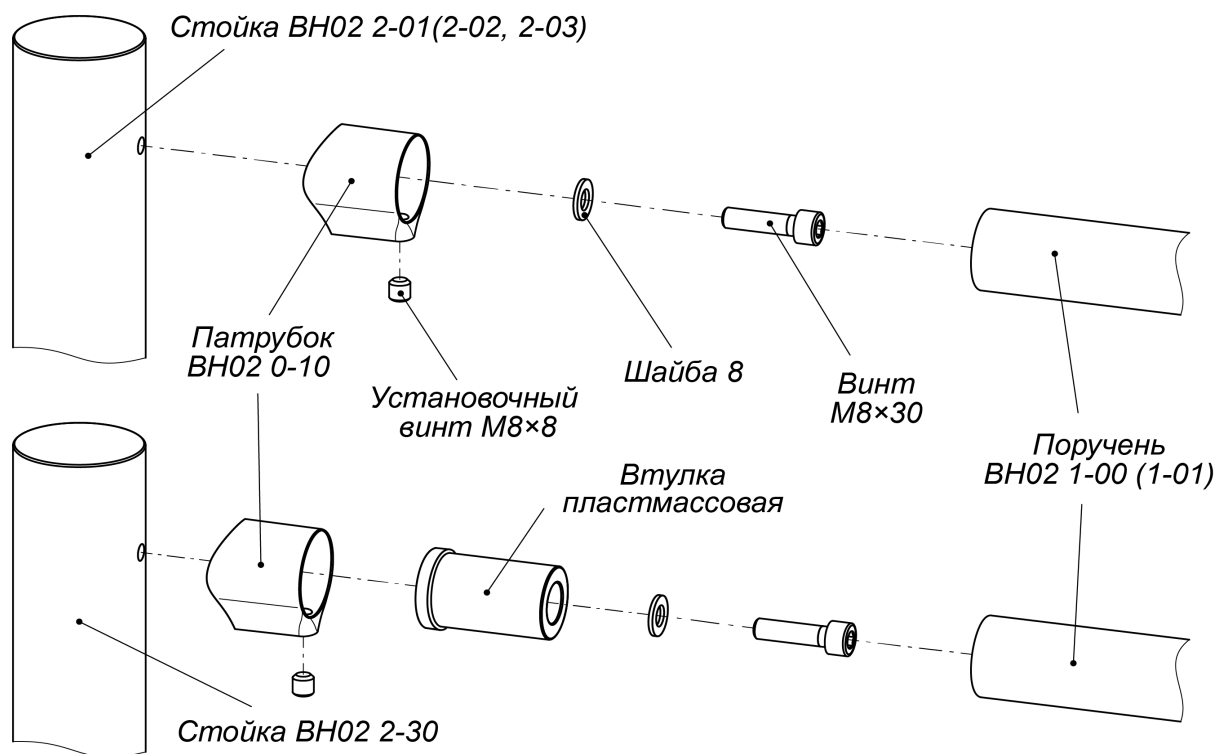 Стойка ВН02 2-01(2-02, 2-03)
Патрубок
ВН02 0-10
Установочный
винт М8×8
Шайба 8
Винт
М8×30
Поручень
ВН02 1-00 (1-01)
Втулка
пластмассовая
Стойка ВН02 2-30